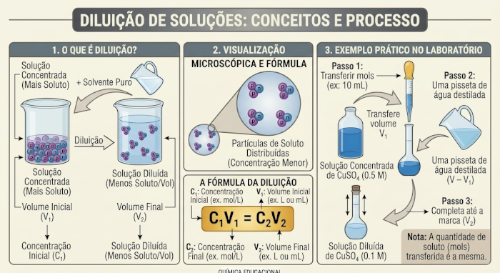 DILUIÇÃO DE SOLUÇÕES: CONCEITOS E PROCESSO
1. O QUE É DILUIÇÃO?
Solução
Concentrada
(Mais Soluto)
+ Solvente Puro
Diluição
Solução
Concentrada
(Mais Soluto)
Volume Inicial
(V₁)
Concentração
Inicial (C₁)
Solução Diluída
(Menos Soluto/Vol)
Volume Final
(V₂)
Solução Diluída
(Menos Soluto/Vol)
2. VISUALIZAÇÃO
MICROSCÓPICA E FÓRMULA
Partículas de Soluto
Distribuídas
(Concentração Menor)
A FÓRMULA DA DILUIÇÃO
C₁: Concentração
Inicial (ex. mol/L)
V₁: Volume Inicial
(ex. L ou mL)
C₁V₁ = C₂V₂
Concentração
Final (ex. mol/L)
Volume Final
(ex. L ou mL)
3. EXEMPLO PRÁTICO NO LABORATÓRIO
Passo 1:
Transferir mols
(ex: 10 mL)
Transfere
volume
V₁
Solução Concentrada
de CuSO₄ (0.5 M)
Passo 2:
Uma pisseta de
água destilada
Uma pisseta de
água destilada
(V – V₁)
Passo 3:
Completa até a
marca (V₂)
Solução Diluída
de CuSO₄ (0.1 M)
Nota: A quantidade de
soluto (mols)
transferida é a mesma.
QUÍMICA EDUCACIONAL